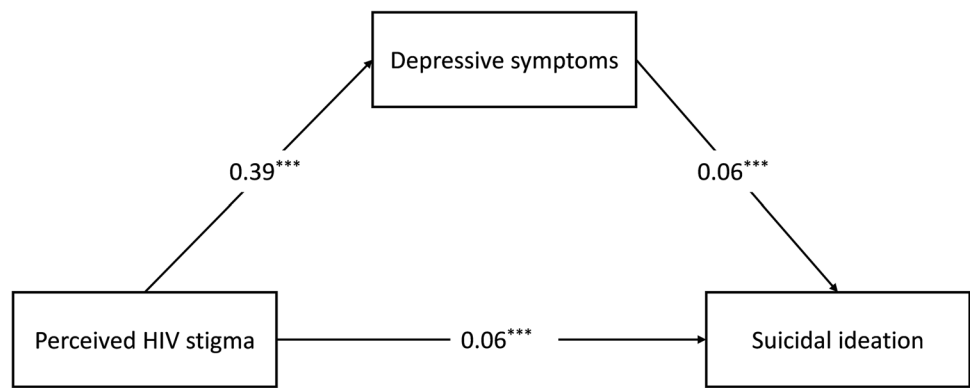 Depressive symptoms
0.39***
0.06***
Perceived HIV stigma
0.06***
Suicidal ideation